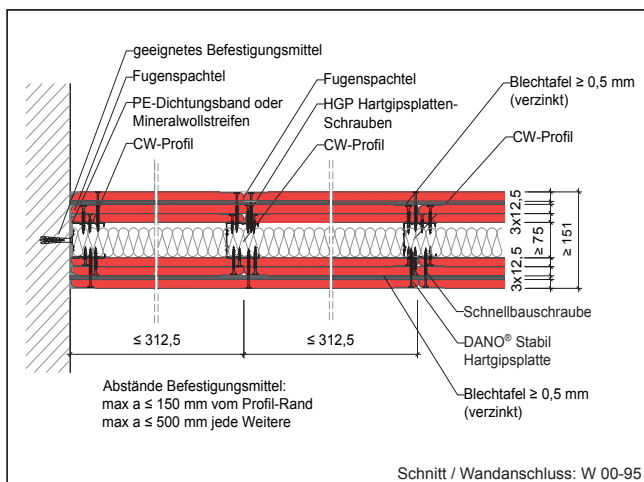 geeignetes Befestigungsmittel
Fugenspachtel
PE-Dichtungsband oder
Mineralwollstreifen
CW-Profil
Fugenspachtel
HGP Hartgipsplatten-
Schrauben
CW-Profil
Blechtafel ≥ 0,5 mm
(verzinkt)
CW-Profil
3x12,5
≥ 75
3x12,5
≥ 151
Schnellbauschraube
DANO® Stabil
Hartgipsplatte
Blechtafel ≥ 0,5 mm
(verzinkt)
≤ 312,5
≤ 312,5
Abstände Befestigungsmittel:
max a ≤ 150 mm vom Profil-Rand
max a ≤ 500 mm jede Weitere
Schnitt / Wandanschluss: W 00-95